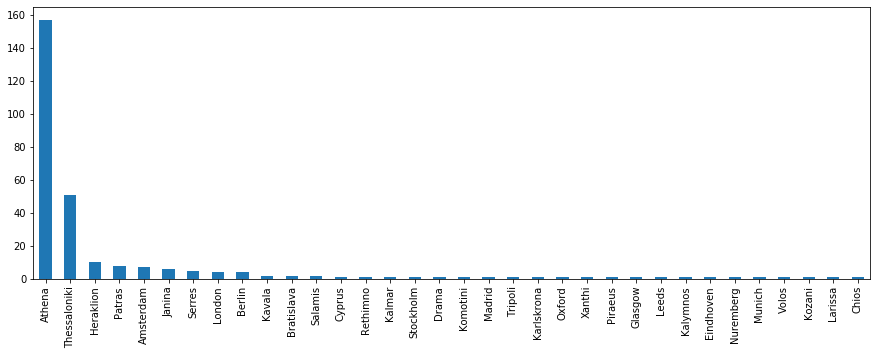 160
140
120
100
80
60
40
20
0
Athena
Thessaloniki
Heraklion
Patras
Amsterdam
Janina
Serres
London
Berlin
Kavala
Bratislava
Salamis
Cyprus
Rethimno
Kalmar
Stockholm
Drama
Komotini
Madrid
Tripoli
Karlskrona
Oxford
Xanthi
Piraeus
Glasgow
Leeds
Kalymnos
Eindhoven
Nuremberg
Munich
Volos
Kozani
Larissa
Chios